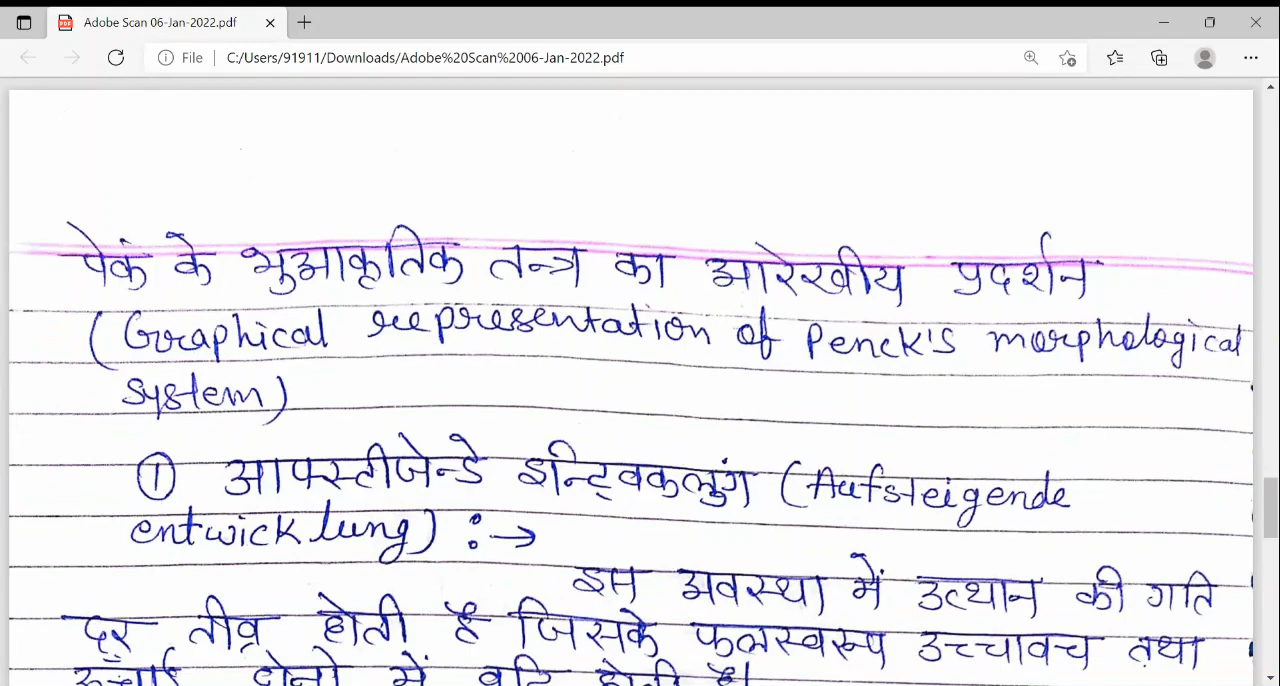 Adobe Scan 06-Jan-2022.pdf
File | C:/Users/91911/Downloads/Adobe%20Scan%2006-Jan-2022.pdf
पेकं के भुआकृतिक तन्त्र का आरेखीय प्रदर्शन
(Graphical representation of Penck's morphological
system)
① आफ्स्तीजेन्डे इन्ट्विकलुंग (Aufsteigende
entwicklung) :→
इस अवस्था में उत्थान की गति
दर तीव्र होती है जिसके फलस्वरूप उच्चावच तथा
ऊँचाई दोनो में वृद्धि होती है।